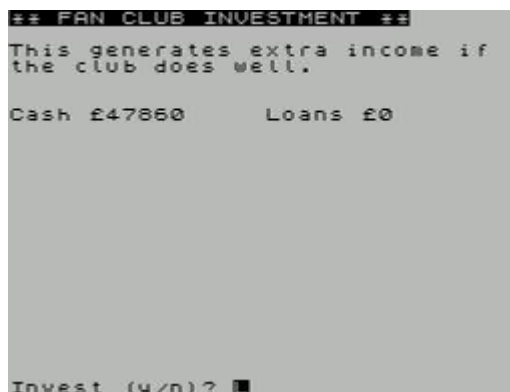 ** FAN CLUB INVESTMENT **
This generates extra income if
the club does well.
Cash £47860 Loans £0
Invest (y/n)?